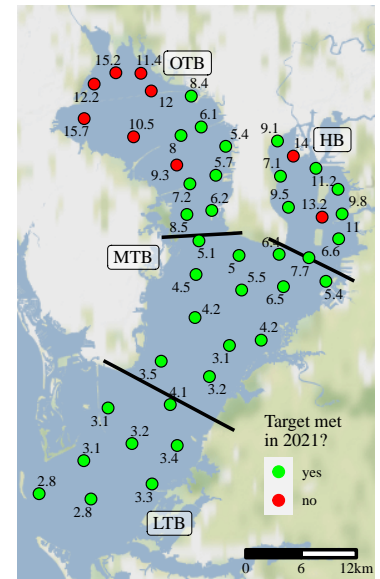 15.2 11.4
OTB
12.2 12 8.4
15.7 10.5 6.1
8 5.4 9.1 HB
14
9.3 5.7 7.1 11.2
7.2 9.5 13.2 9.8
8.5 6.2 11
MTB 5.1 6.4 6.6
5 7.7
4.5 5.5 6.5 5.4
4.2
4.2
3.1
3.5 3.2
4.1
3.1
3.2
3.1 3.4
2.8
2.8 3.3
LTB
Target met
in 2021?
yes
no
0 6 12km